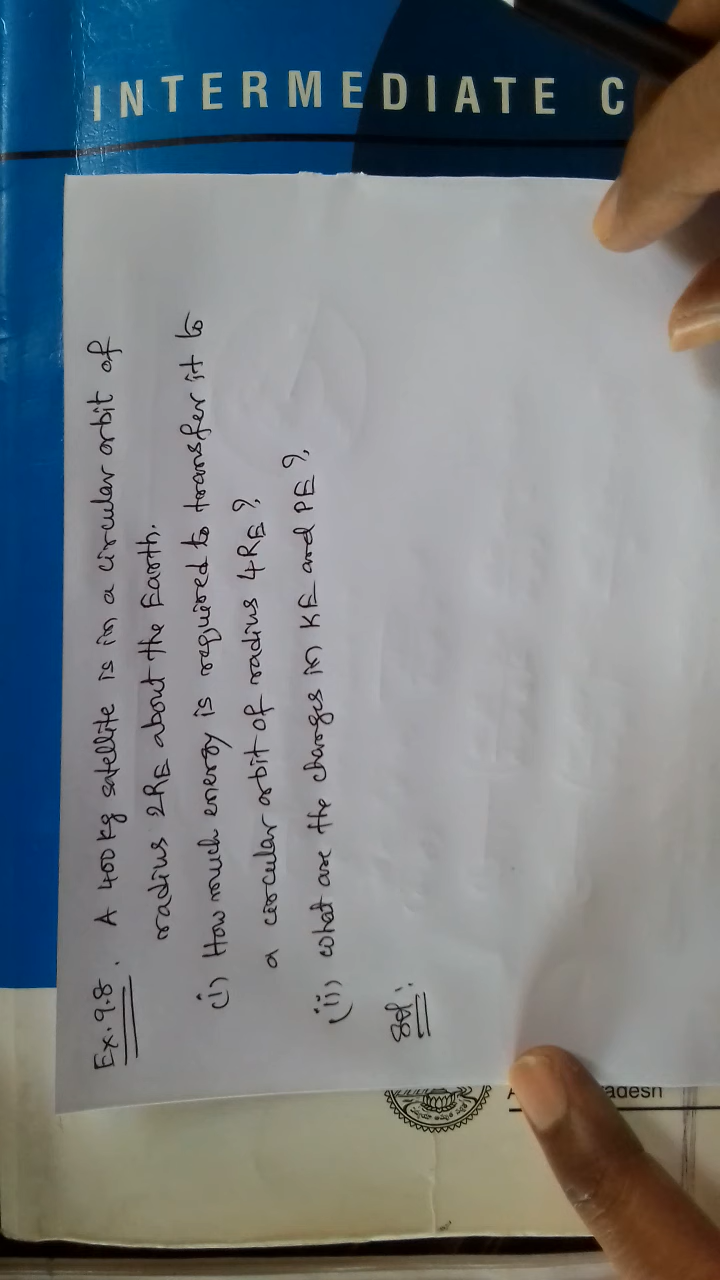 INTERMEDIATE C
Ex. 9.8. A 400kg satellite is in a circular orbit of
radius 2RE about the Earth.
(i) How much energy is required to transfer it to
a circular orbit of radius 4RE?
(ii) what are the changes in KE and PE?
Sol:
adesh